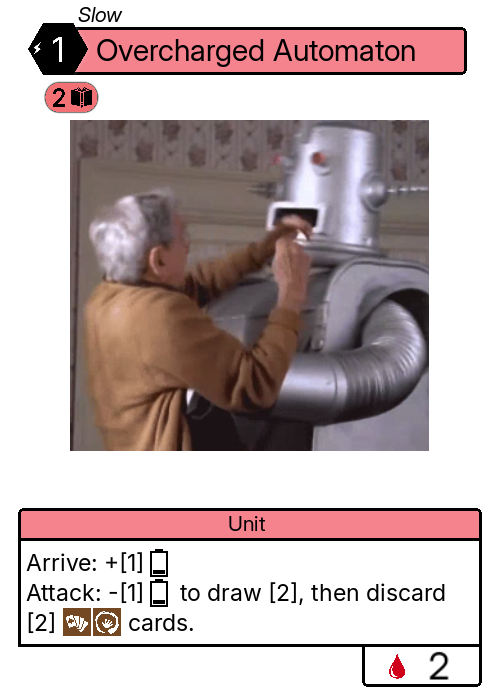 Slow
1 Overcharged Automaton
2
Unit
Arrive: +[1]
Attack: -[1] to draw [2], then discard
[2] cards.
2